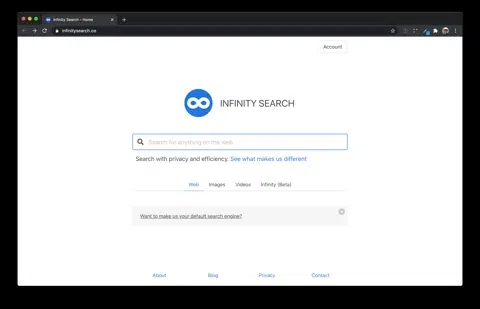 Infinity Search - Home
infinitysearch.co
Account
INFINITY SEARCH
Search for anything on the web
Search with privacy and efficiency. See what makes us different
Web Images Videos Infinity (Beta)
Want to make us your default search engine?
About Blog Privacy Contact